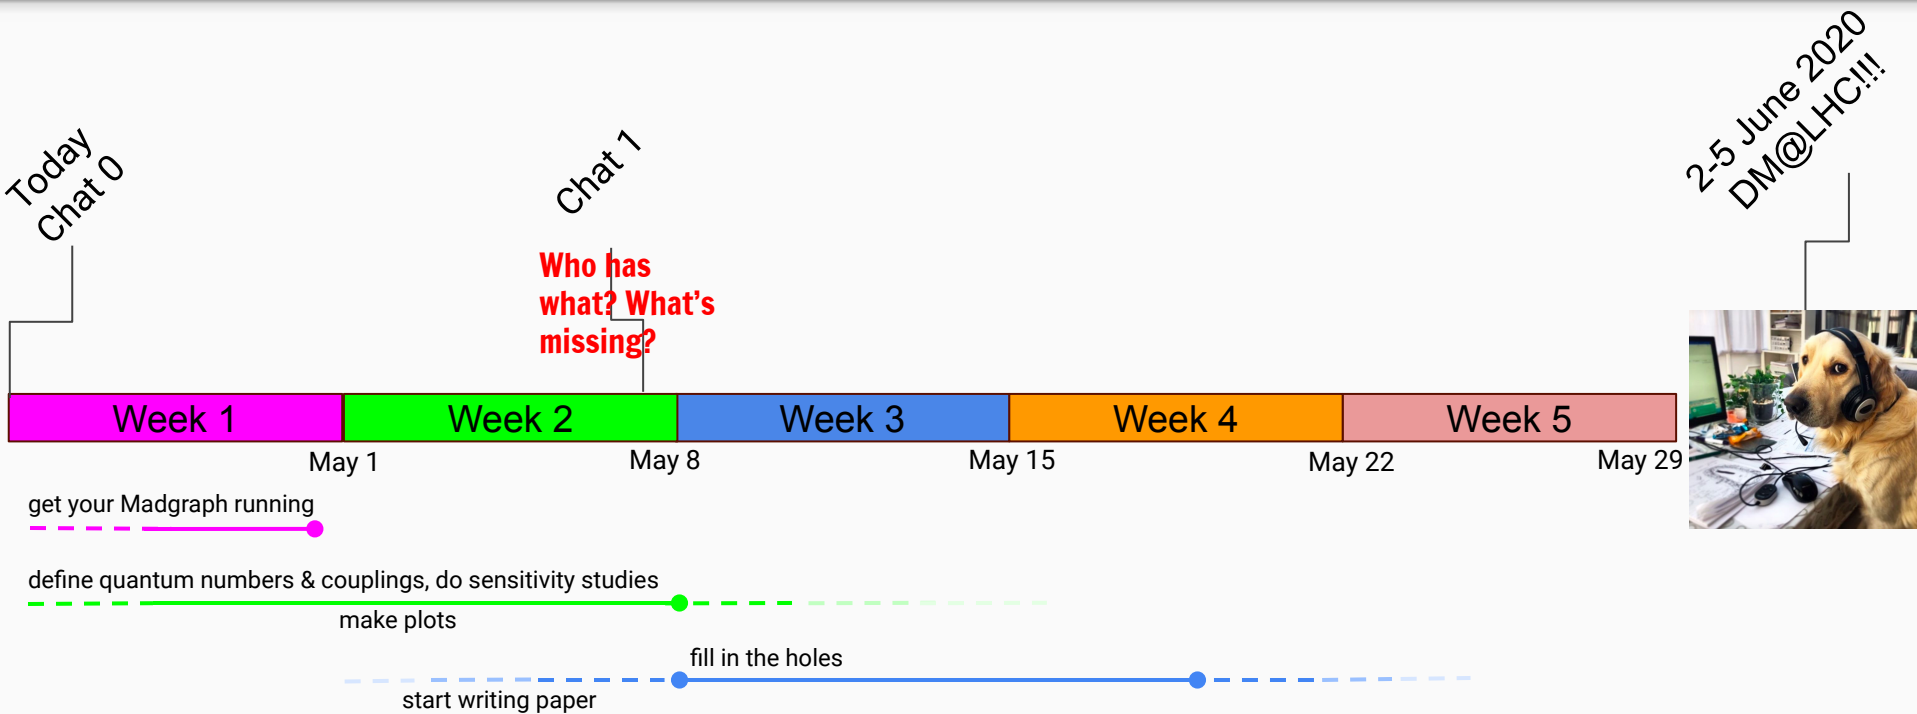 Today
Chat 0
Chat 1
2-5 June 2020
DM@LHC!!!
Who has
what? What's
missing?
Week 1
Week 2
Week 3
Week 4
Week 5
May 1
May 8
May 15
May 22
May 29
get your Madgraph running
define quantum numbers & couplings, do sensitivity studies
make plots
fill in the holes
start writing paper